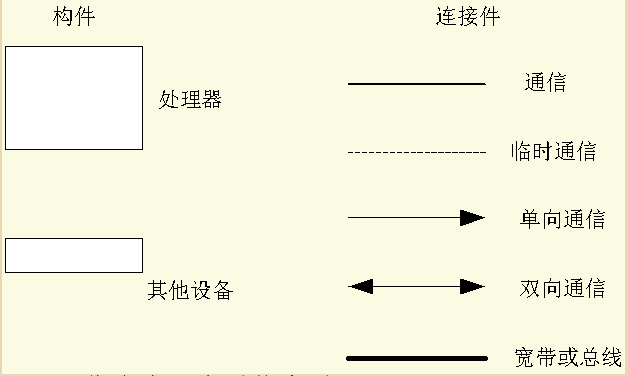 构件
连接件
处理器
通信
临时通信
单向通信
其他设备
双向通信
宽带或总线